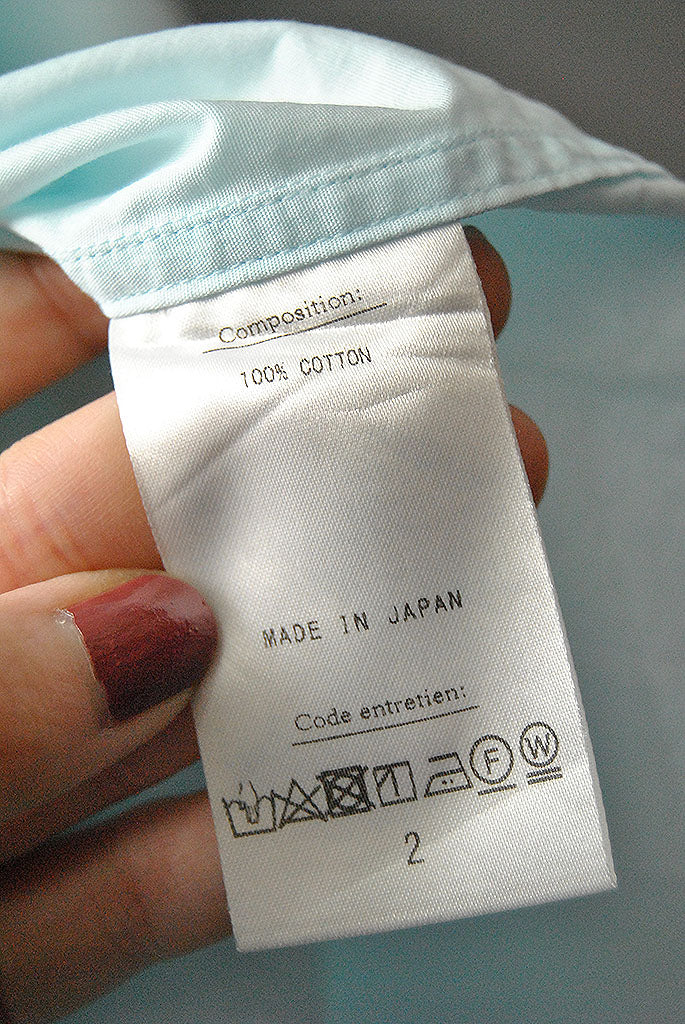 Composition:
100% COTTON
MADE IN JAPAN
Code entretien:
F W
2